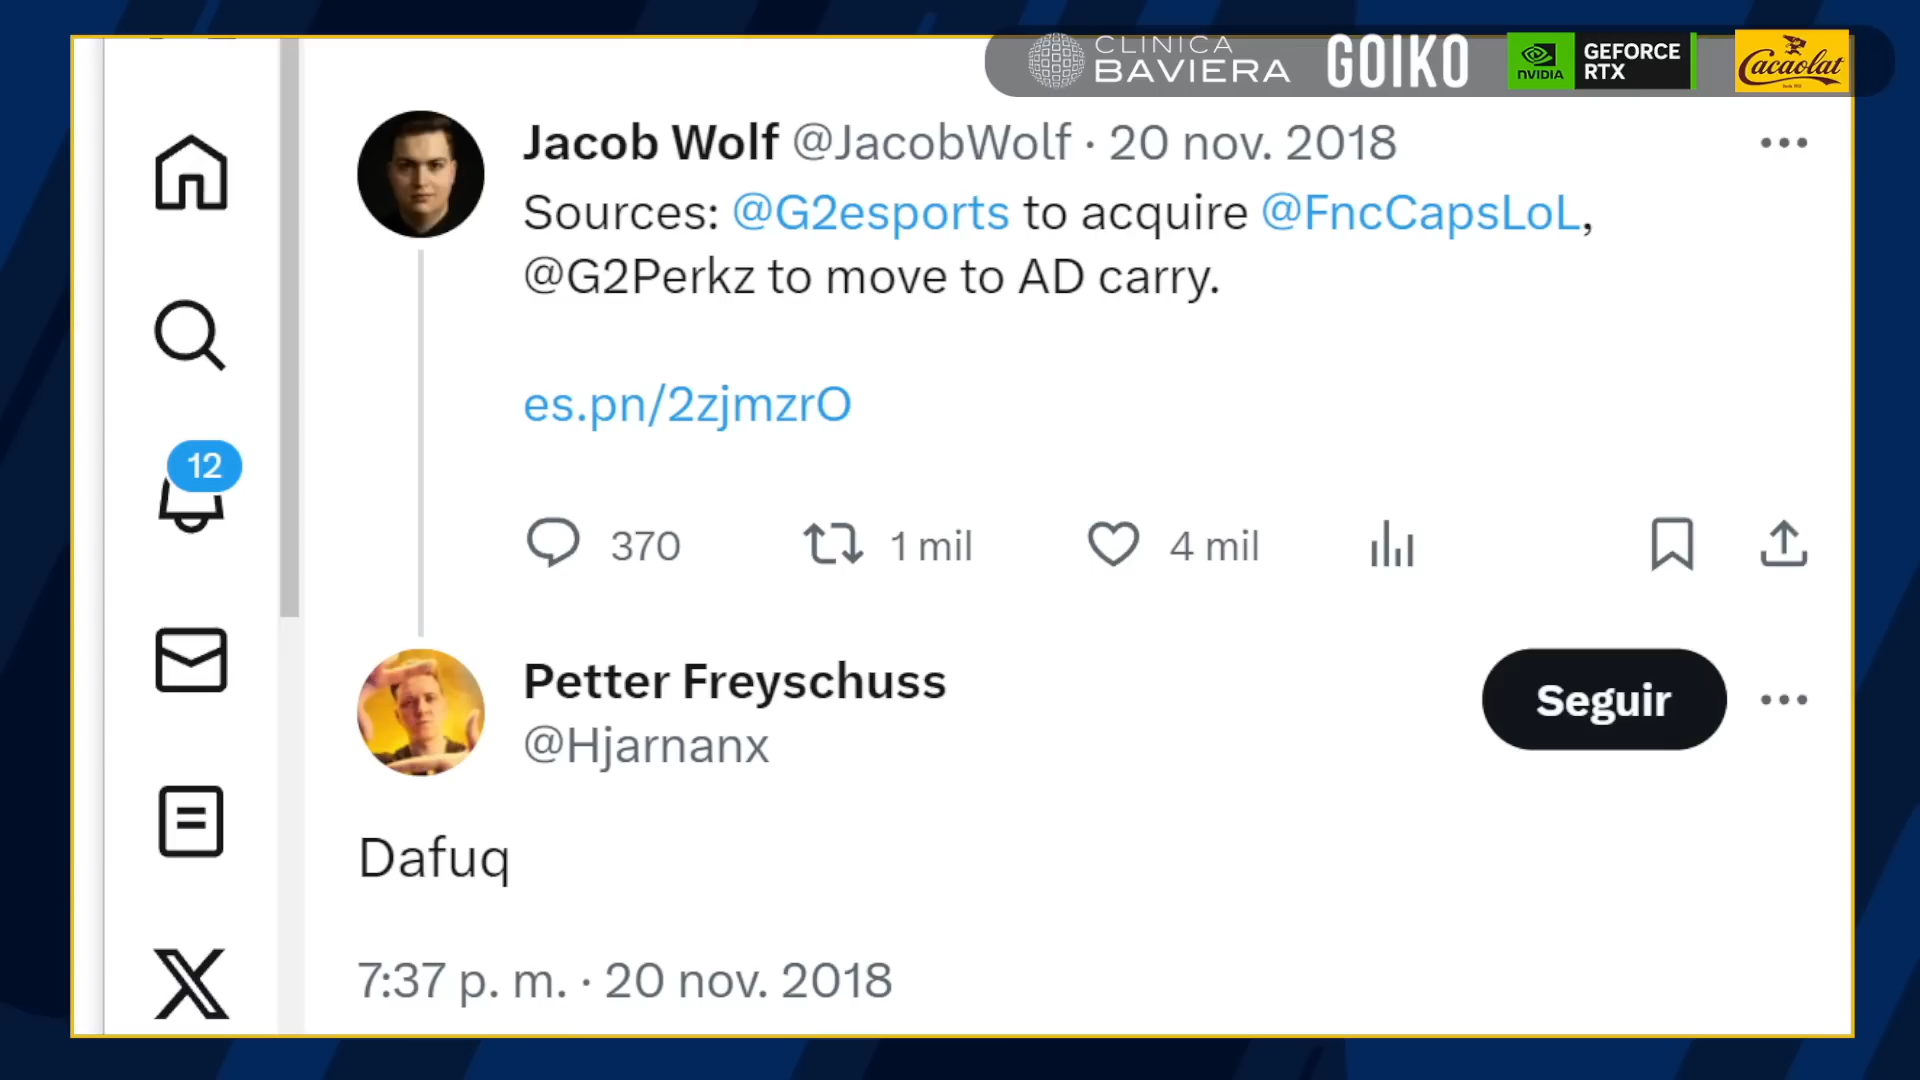 CLINICA
BAVIERA
GOIKO
NVIDIA
GEFORCE
RTX
Cacaolat
Jacob Wolf @JacobWolf · 20 nov. 2018
Sources: @G2esports to acquire @FncCapsLoL,
@G2Perkz to move to AD carry.
es.pn/2zjmzrO
12
370 1 mil 4 mil
Petter Freyschuss
@Hjarnanx
Seguir
Dafuq
7:37 p. m. · 20 nov. 2018